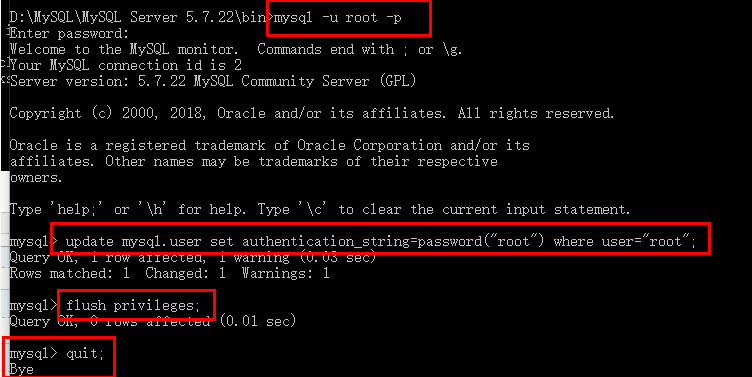 D:\MySQL\MySQL Server 5.7.22\bin>mysql -u root -p
Enter password:
Welcome to the MySQL monitor.  Commands end with ; or \g.
Your MySQL connection id is 2
Server version: 5.7.22 MySQL Community Server (GPL)
Copyright (c) 2000, 2018, Oracle and/or its affiliates. All rights reserved.
Oracle is a registered trademark of Oracle Corporation and/or its
affiliates. Other names may be trademarks of their respective
owners.
Type 'help;' or '\h' for help. Type '\c' to clear the current input statement.
mysql> update mysql.user set authentication_string=password("root") where user="root";
Query OK, 1 row affected, 1 warning (0.03 sec)
Rows matched: 1  Changed: 1  Warnings: 1
mysql> flush privileges;
Query OK, 0 rows affected (0.01 sec)
mysql> quit;
Bye